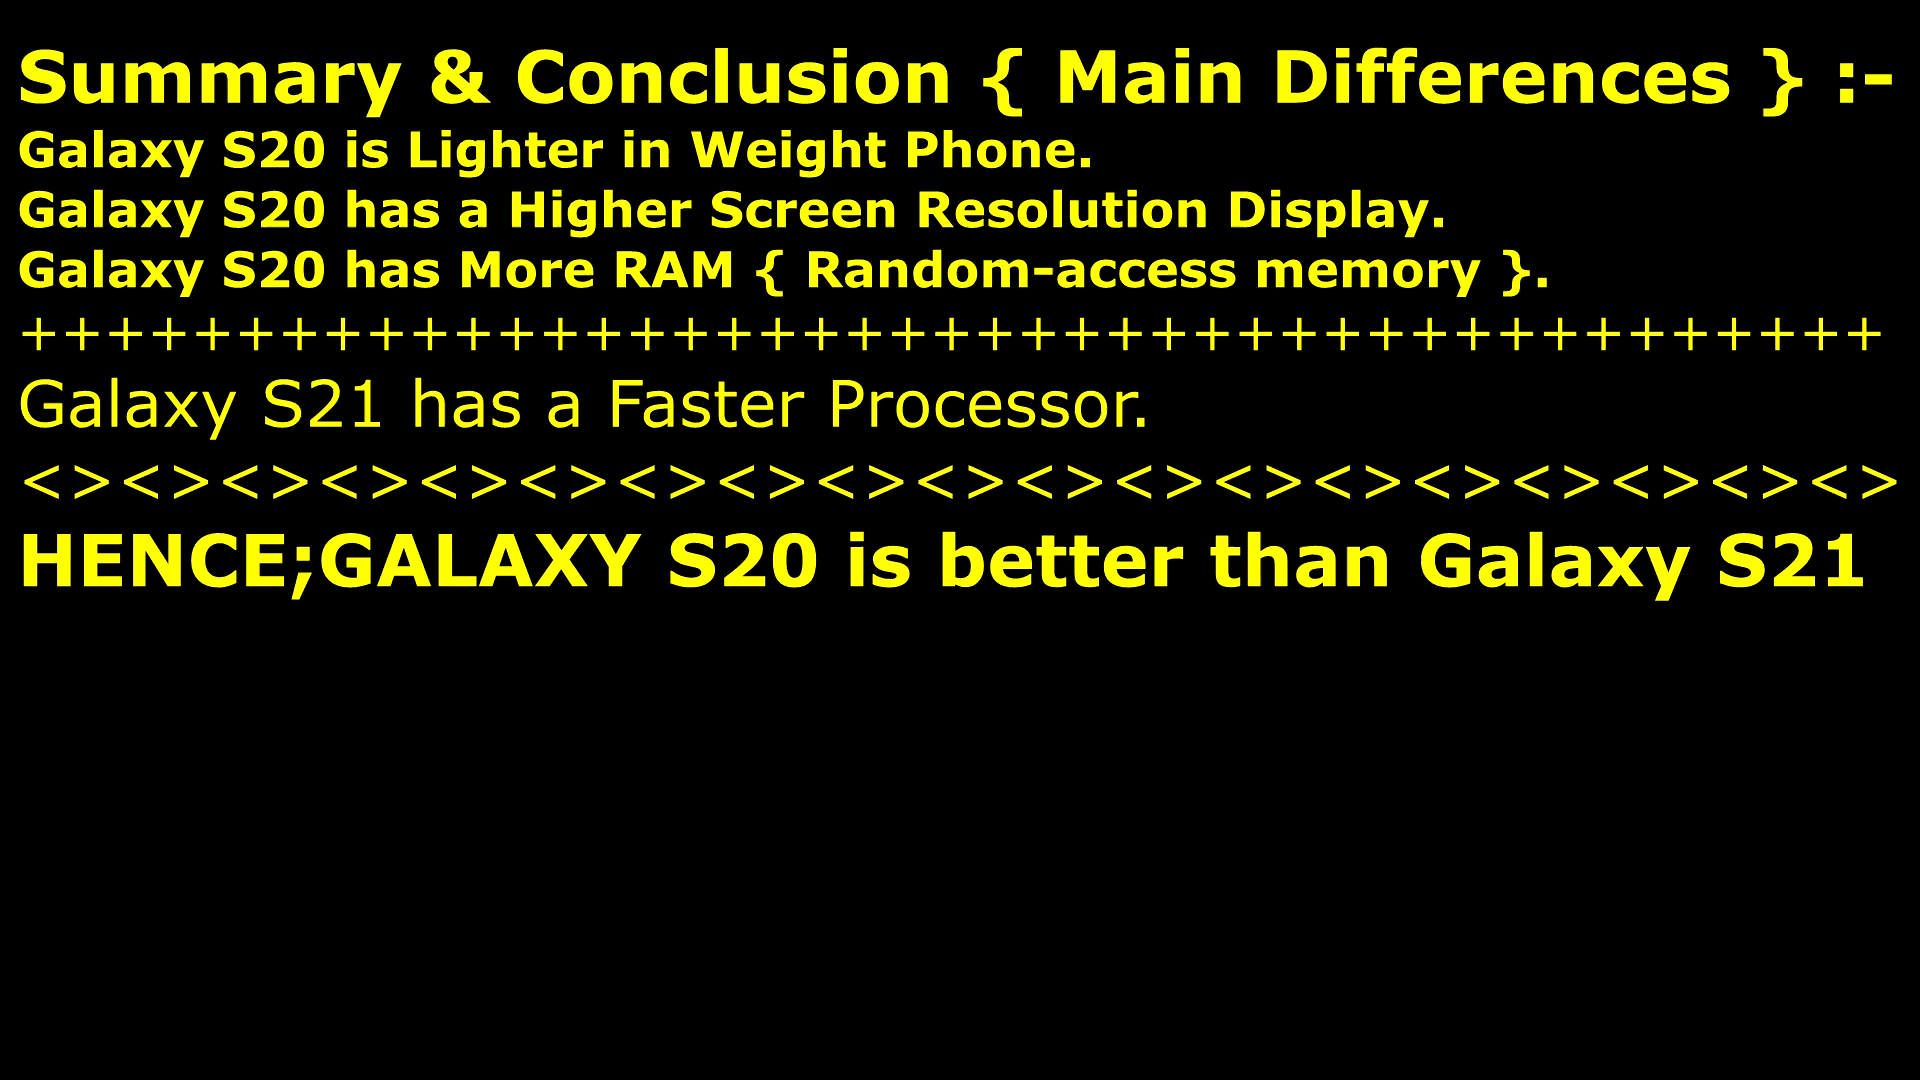 Summary & Conclusion { Main Differences } :-
Galaxy S20 is Lighter in Weight Phone.
Galaxy S20 has a Higher Screen Resolution Display.
Galaxy S20 has More RAM { Random-access memory }.
+++++++++++++++++++++++++++++++++++++++++++
Galaxy S21 has a Faster Processor.
<><><><><><><><><><><><><><><><><><><>
HENCE;GALAXY S20 is better than Galaxy S21